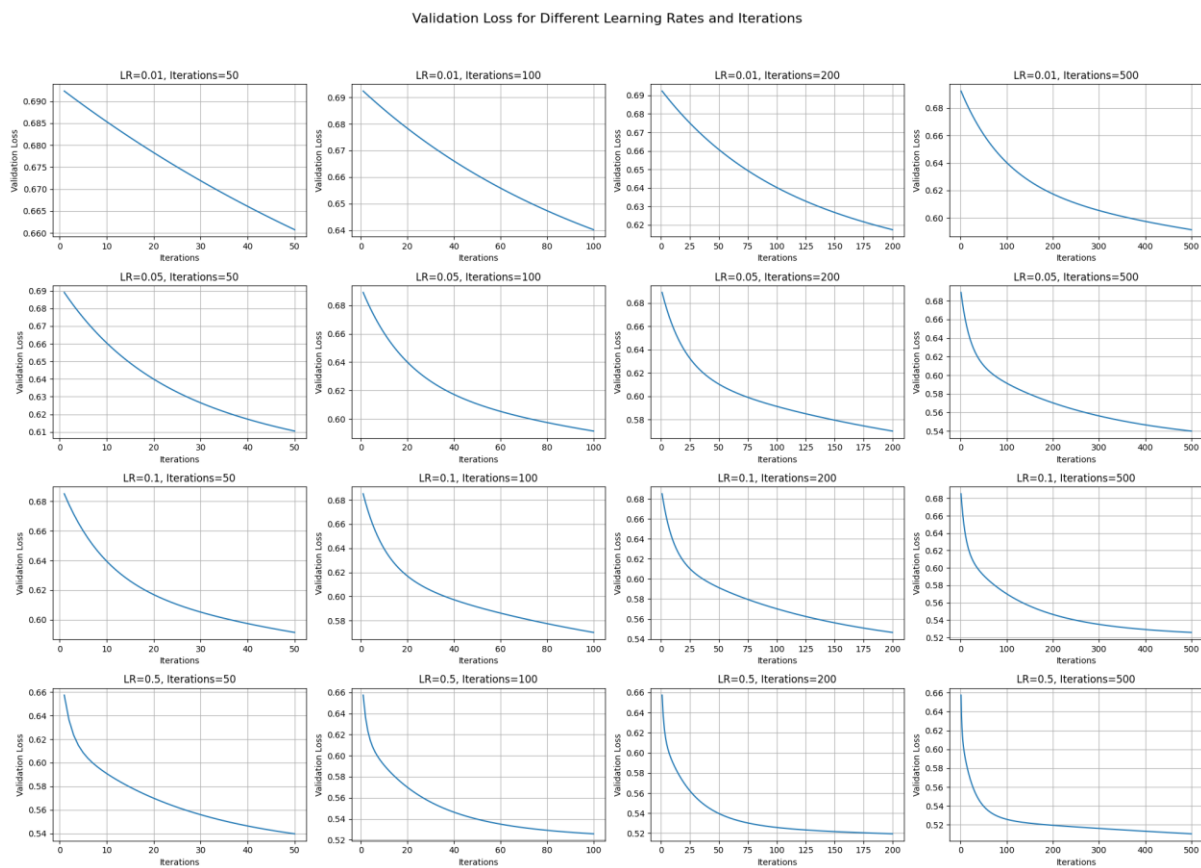 Validation Loss for Different Learning Rates and Iterations
LR=0.01, Iterations=50
0.690
0.685
0.680
0.675
0.670
0.665
0.660
Validation Loss
0 10 20 30 40 50
Iterations
LR=0.01, Iterations=100
0.69
0.68
0.67
0.66
0.65
0.64
Validation Loss
0 20 40 60 80 100
Iterations
LR=0.01, Iterations=200
0.69
0.68
0.67
0.66
0.65
0.64
0.63
0.62
Validation Loss
0 25 50 75 100 125 150 175 200
Iterations
LR=0.01, Iterations=500
0.68
0.66
0.64
0.62
0.60
Validation Loss
0 100 200 300 400 500
Iterations
LR=0.05, Iterations=50
0.69
0.68
0.67
0.66
0.65
0.64
0.63
0.62
0.61
Validation Loss
0 10 20 30 40 50
Iterations
LR=0.05, Iterations=100
0.68
0.66
0.64
0.62
0.60
Validation Loss
0 20 40 60 80 100
Iterations
LR=0.05, Iterations=200
0.68
0.66
0.64
0.62
0.60
0.58
Validation Loss
0 25 50 75 100 125 150 175 200
Iterations
LR=0.05, Iterations=500
0.68
0.66
0.64
0.62
0.60
0.58
0.56
0.54
Validation Loss
0 100 200 300 400 500
Iterations
LR=0.1, Iterations=50
0.68
0.66
0.64
0.62
0.60
Validation Loss
0 10 20 30 40 50
Iterations
LR=0.1, Iterations=100
0.68
0.66
0.64
0.62
0.60
0.58
Validation Loss
0 20 40 60 80 100
Iterations
LR=0.1, Iterations=200
0.68
0.66
0.64
0.62
0.60
0.58
0.56
0.54
Validation Loss
0 25 50 75 100 125 150 175 200
Iterations
LR=0.1, Iterations=500
0.68
0.66
0.64
0.62
0.60
0.58
0.56
0.54
0.52
Validation Loss
0 100 200 300 400 500
Iterations
LR=0.5, Iterations=50
0.66
0.64
0.62
0.60
0.58
0.56
0.54
Validation Loss
0 10 20 30 40 50
Iterations
LR=0.5, Iterations=100
0.66
0.64
0.62
0.60
0.58
0.56
0.54
0.52
Validation Loss
0 20 40 60 80 100
Iterations
LR=0.5, Iterations=200
0.66
0.64
0.62
0.60
0.58
0.56
0.54
0.52
Validation Loss
0 25 50 75 100 125 150 175 200
Iterations
LR=0.5, Iterations=500
0.66
0.64
0.62
0.60
0.58
0.56
0.54
0.52
Validation Loss
0 100 200 300 400 500
Iterations